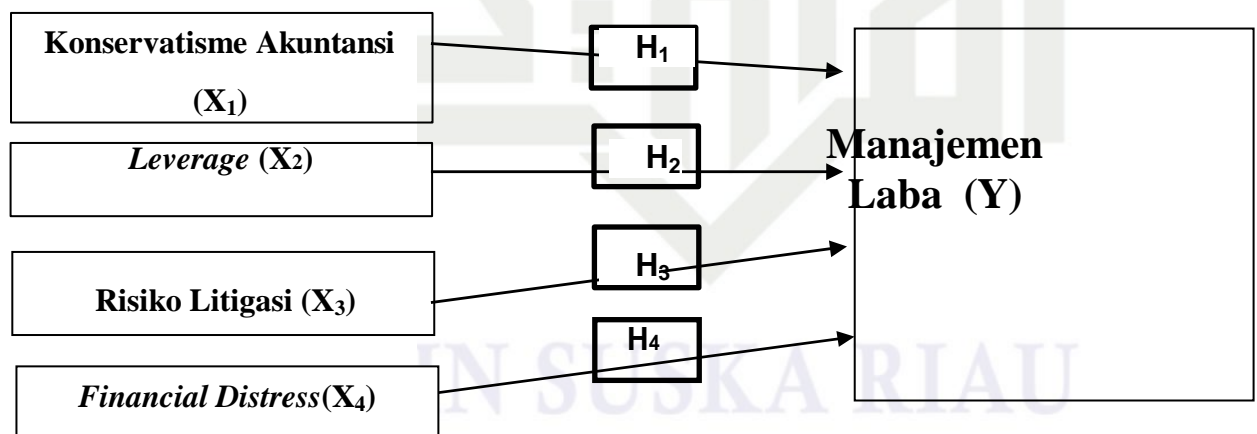 Konservatisme Akuntansi
(X₁)
H₁
Leverage (X2)
H₂
Manajemen
Laba (Y)
Risiko Litigasi (X₃)
H₃
Financial Distress(X₄)
H4
IN SUSKA RIAU